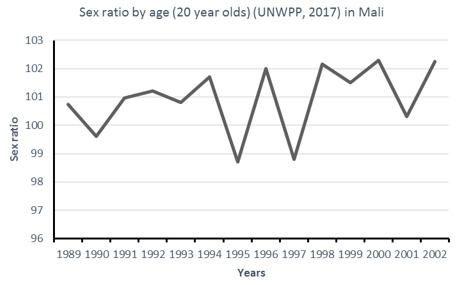 Sex ratio by age (20 year olds) (UNWPP, 2017) in Mali
103
102
101
100
99
98
97
96
Sex ratio
1989 1990 1991 1992 1993 1994 1995 1996 1997 1998 1999 2000 2001 2002
Years